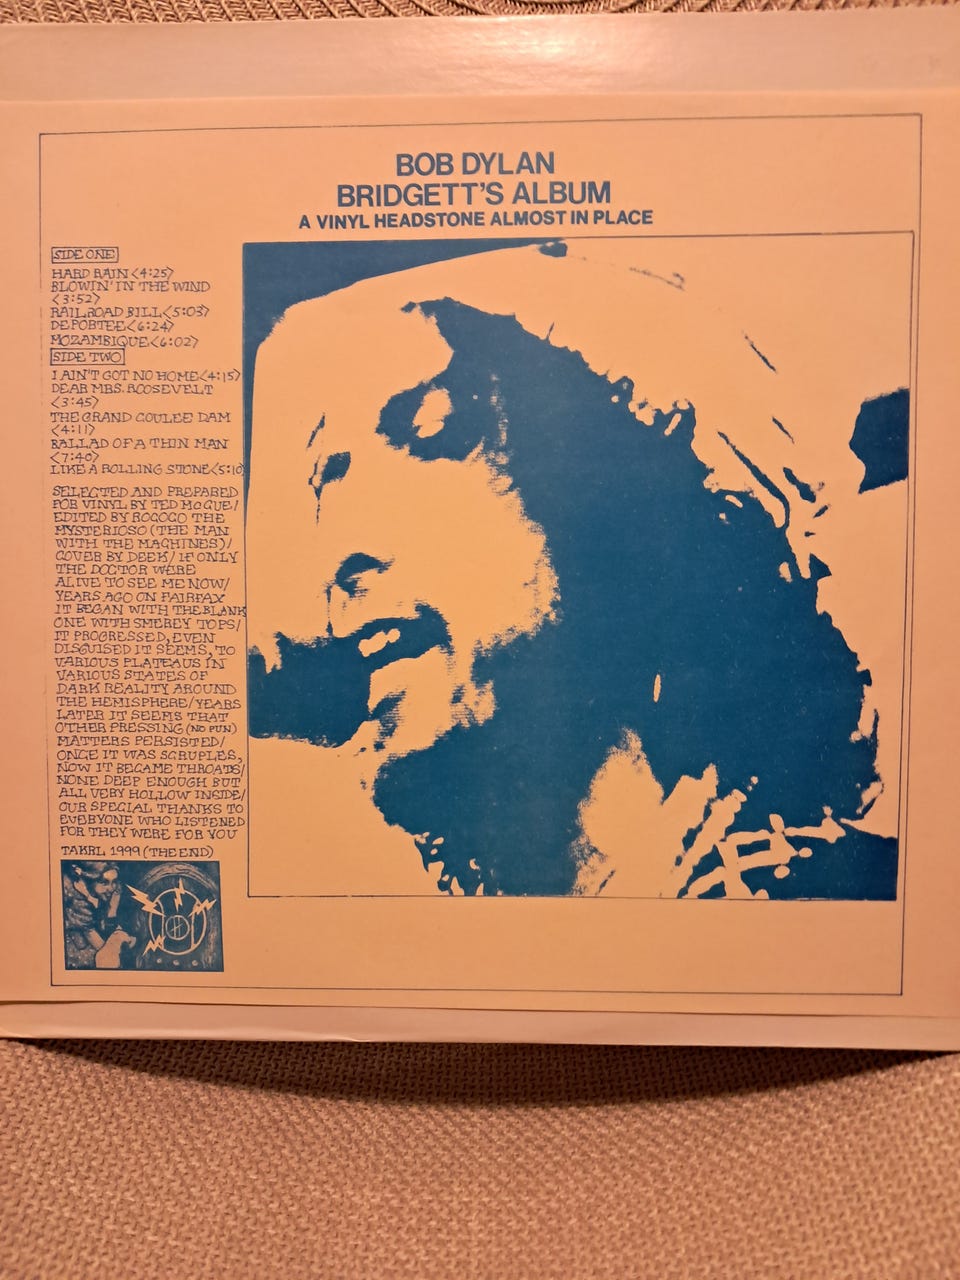 BOB DYLAN
BRIDGETT'S ALBUM
A VINYL HEADSTONE ALMOST IN PLACE
SIDE ONE
HARD RAIN <4:25>
BLOWIN' IN THE WIND
<3:52>
RAILROAD BILL <5:03>
DEPORTEE <6:24>
MOZAMBIQUE <6:02>
SIDE TWO
I AIN'T GOT NO HOME <4:15>
DEAR MRS. ROOSEVELT
<3:45>
THE GRAND COULEE DAM
<4:11>
BALLAD OF A THIN MAN
<7:40>
LIKE A ROLLING STONE <5:10
SELECTED AND PREPARED
FOR VINYL BY TED McGUE/
EDITED BY ROGOGO THE
MYSTERIOSO (THE MAN
WITH THE MACHINES)/
COVER BY DEEK/ IF ONLY
THE DOCTOR WERE
ALIVE TO SEE ME NOW/
YEARS AGO ON FAIRFAX
IT BEGAN WITH THE BLANK
ONE WITH SMEREY TOPS/
IT PROGRESSED, EVEN
DISGUISED IT SEEMS, TO
VARIOUS PLATEAUS IN
VARIOUS STATES OF
DARK REALITY AROUND
THE HEMISPHERE/YEARS
LATER IT SEEMS THAT
OTHER PRESSING (NO PUN)
MATTERS PERSISTED/
ONCE IT WAS SCRUPLES,
NOW IT BECAME THROATS/
NONE DEEP ENOUGH BUT
ALL VERY HOLLOW INSIDE/
OUR SPECIAL THANKS TO
EVERYONE WHO LISTENED
FOR THEY WERE FOR YOU
TAKRL 1999 (THE END)